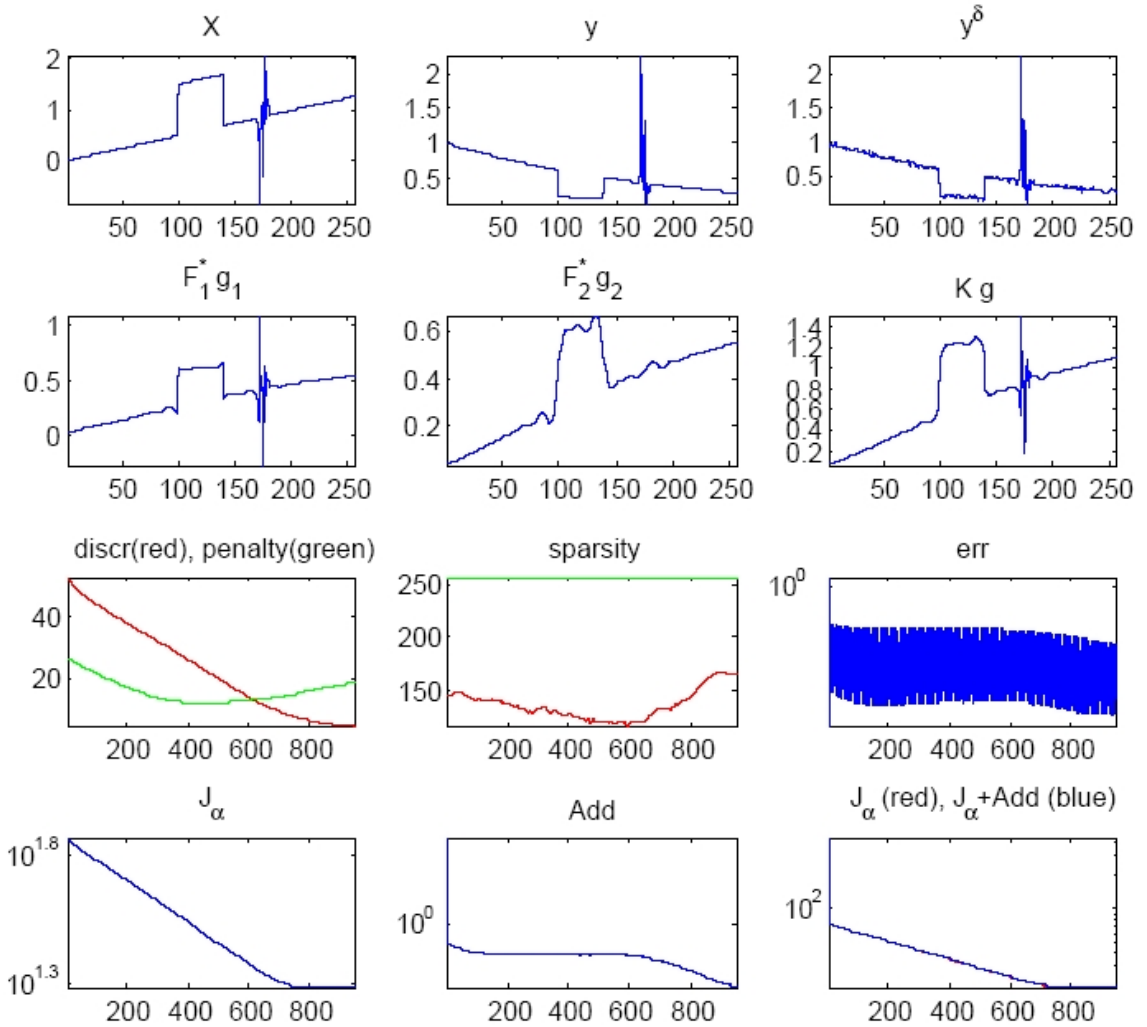 X
2
1
0
50 100 150 200 250
y
2
1.5
1
0.5
50 100 150 200 250
y^δ
2
1.5
1
0.5
50 100 150 200 250
F_1^* g_1
1
0.5
0
50 100 150 200 250
F_2^* g_2
0.6
0.4
0.2
50 100 150 200 250
K g
1.4
1.2
1
0.8
0.6
0.4
0.2
50 100 150 200 250
discr(red), penalty(green)
40
20
200 400 600 800
sparsity
250
200
150
200 400 600 800
err
10^0
200 400 600 800
J_α
10^1.8
10^1.3
200 400 600 800
Add
10^0
200 400 600 800
J_α (red), J_α+Add (blue)
10^2
200 400 600 800